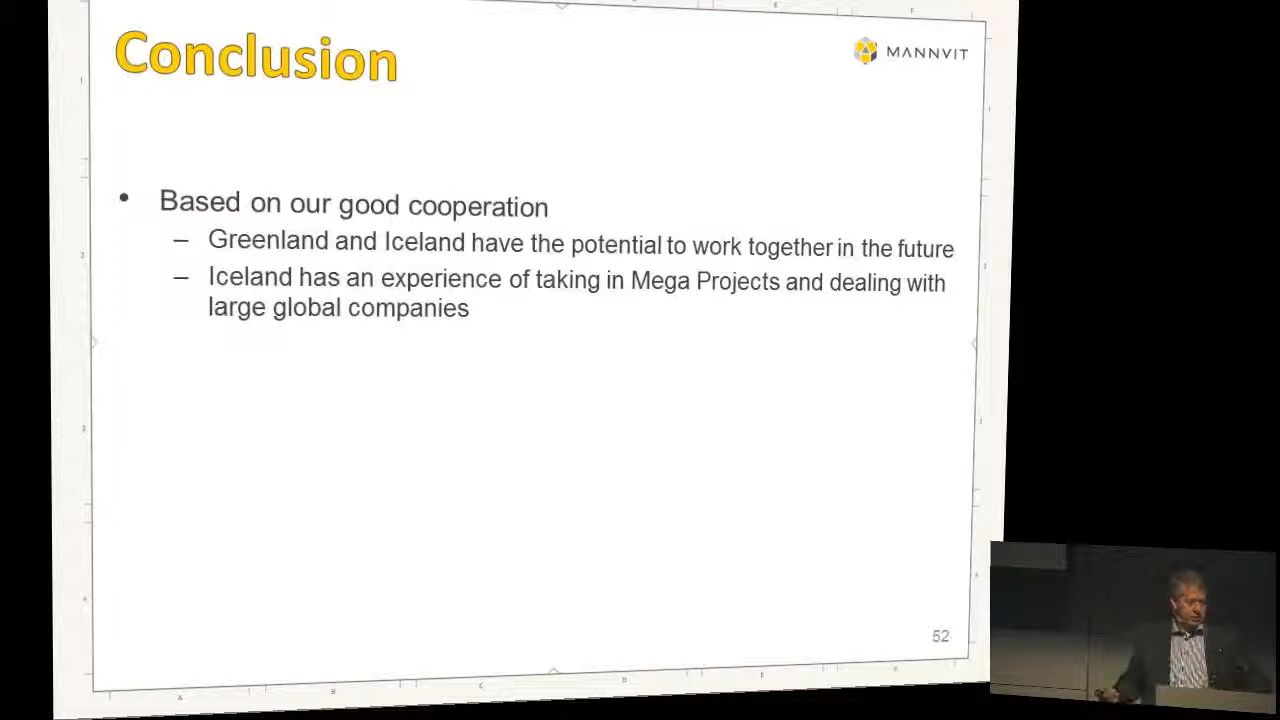 Conclusion
MANNVIT
• Based on our good cooperation
– Greenland and Iceland have the potential to work together in the future
– Iceland has an experience of taking in Mega Projects and dealing with
large global companies
52